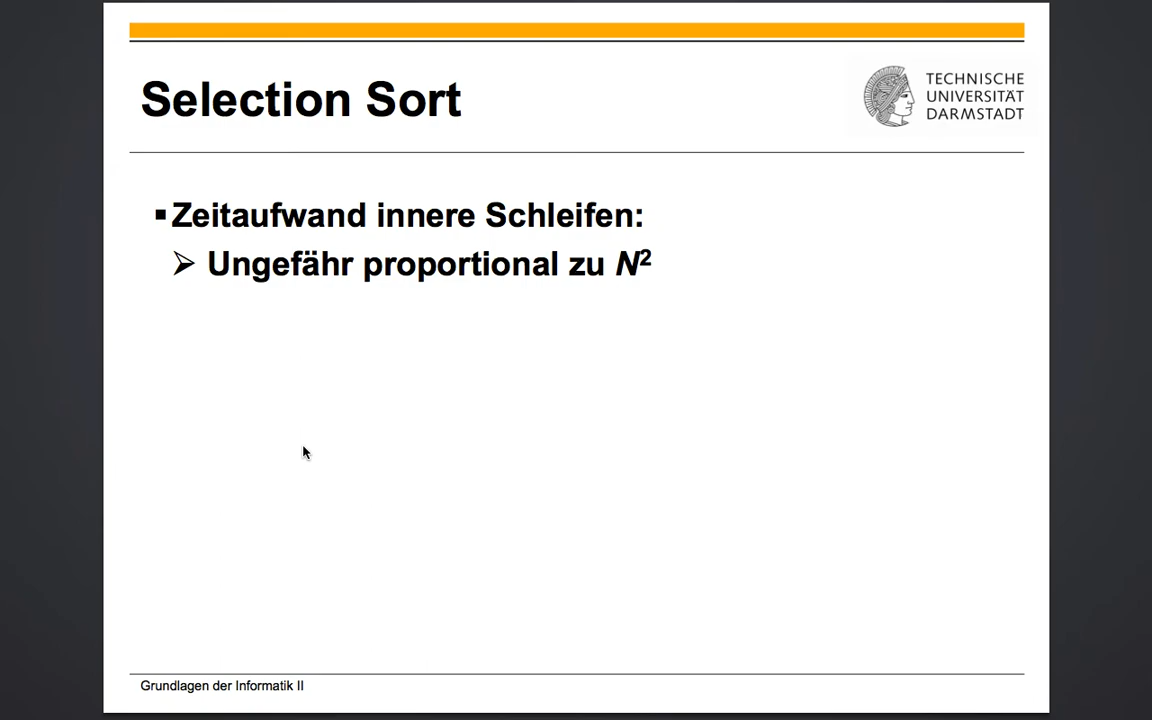 Selection Sort
TECHNISCHE
UNIVERSITÄT
DARMSTADT
▪Zeitaufwand innere Schleifen:
➢ Ungefähr proportional zu N²
Grundlagen der Informatik II